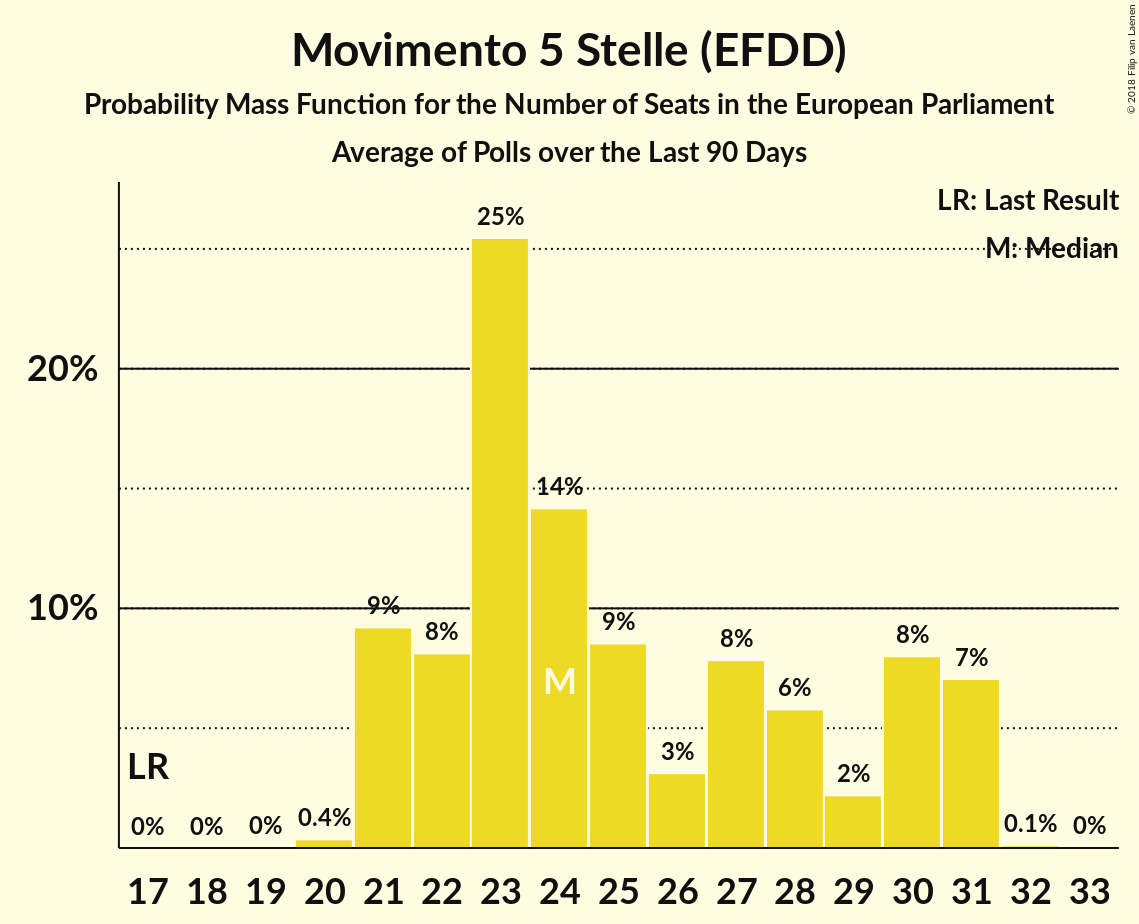 Movimento 5 Stelle (EFDD)
Probability Mass Function for the Number of Seats in the European Parliament
Average of Polls over the Last 90 Days
© 2018 Filip van Laenen
LR: Last Result
M: Median
25%
20%
14%
10%
9%
8%
9%
8%
8%
7%
6%
M
3%
2%
LR
0%
0%
0%
0.4%
0.1%
0%
17 18 19 20 21 22 23 24 25 26 27 28 29 30 31 32 33